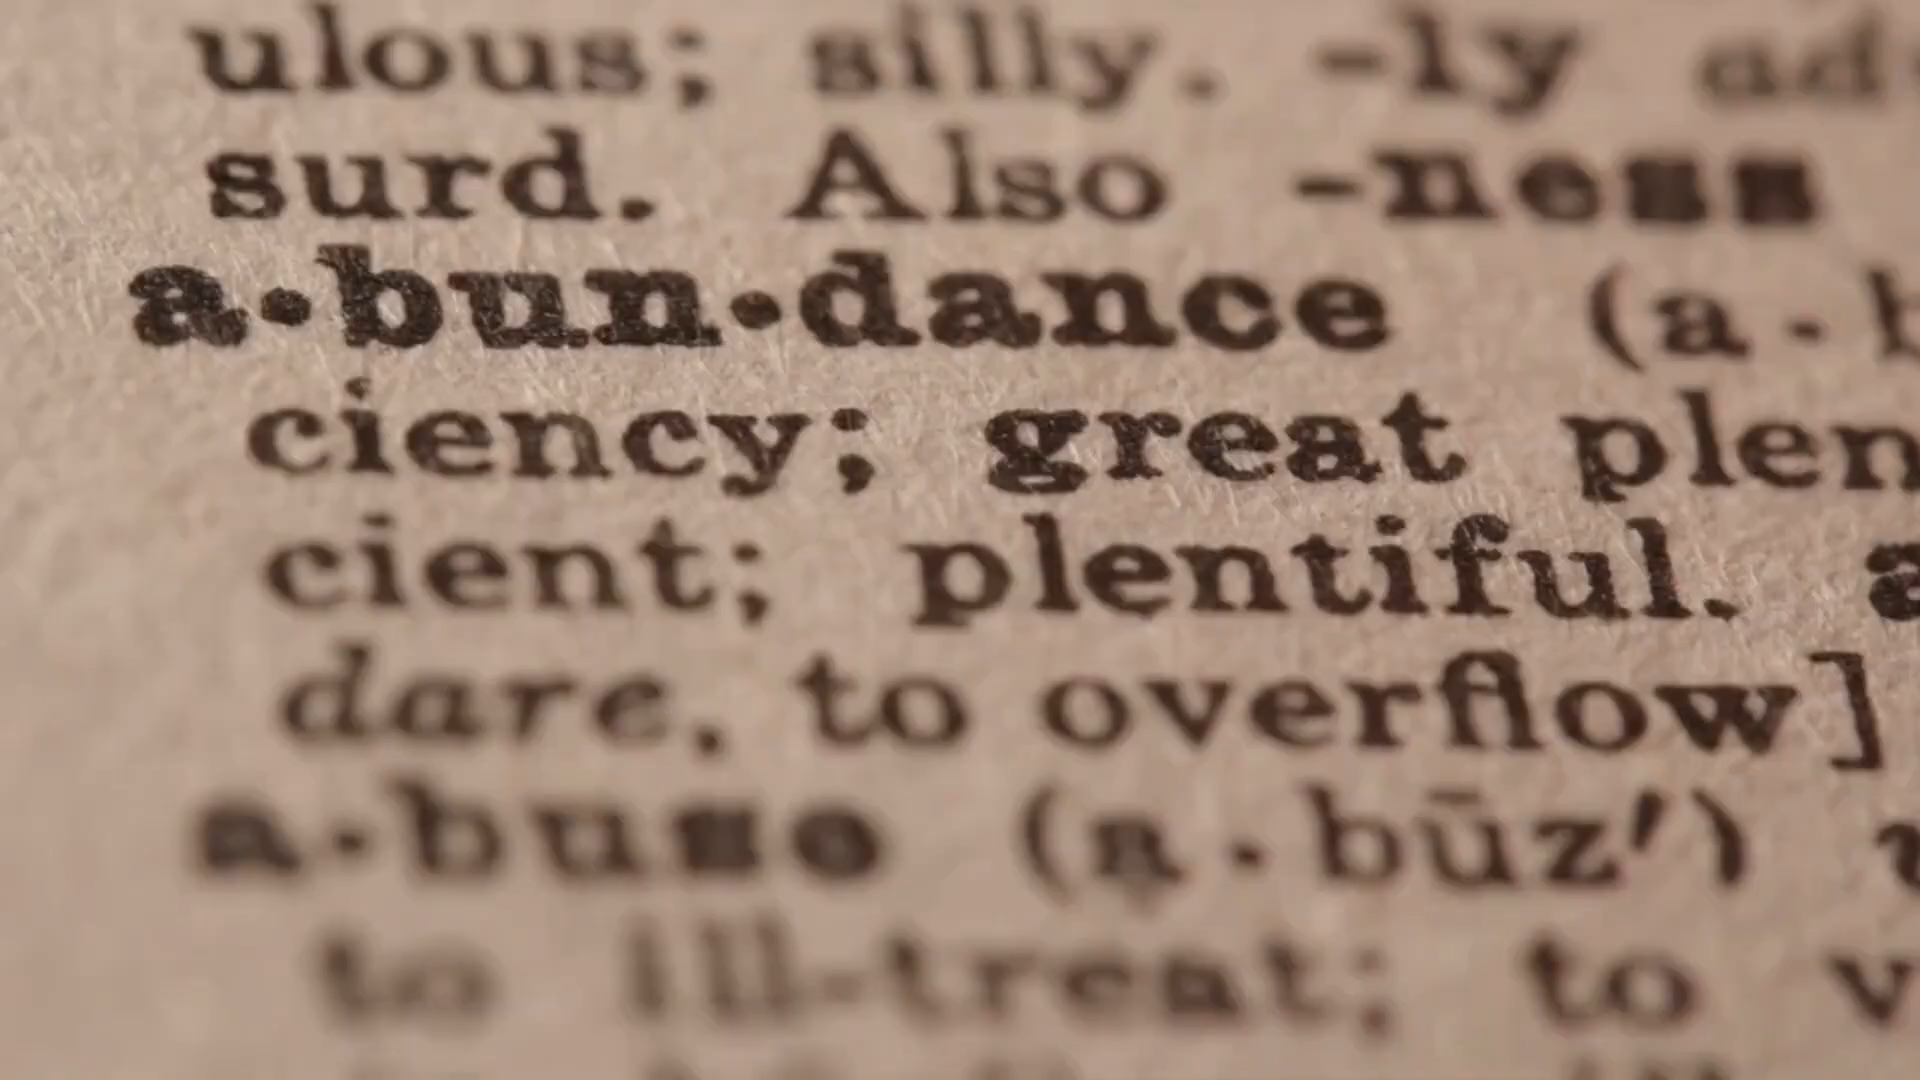 ulous; silly. -ly ad
surd. Also -ness
a·bun·dance (a·b
ciency; great plen
cient; plentiful. a
dare, to overflow]
a·buse (a·būz′) v
to ill-treat; to v